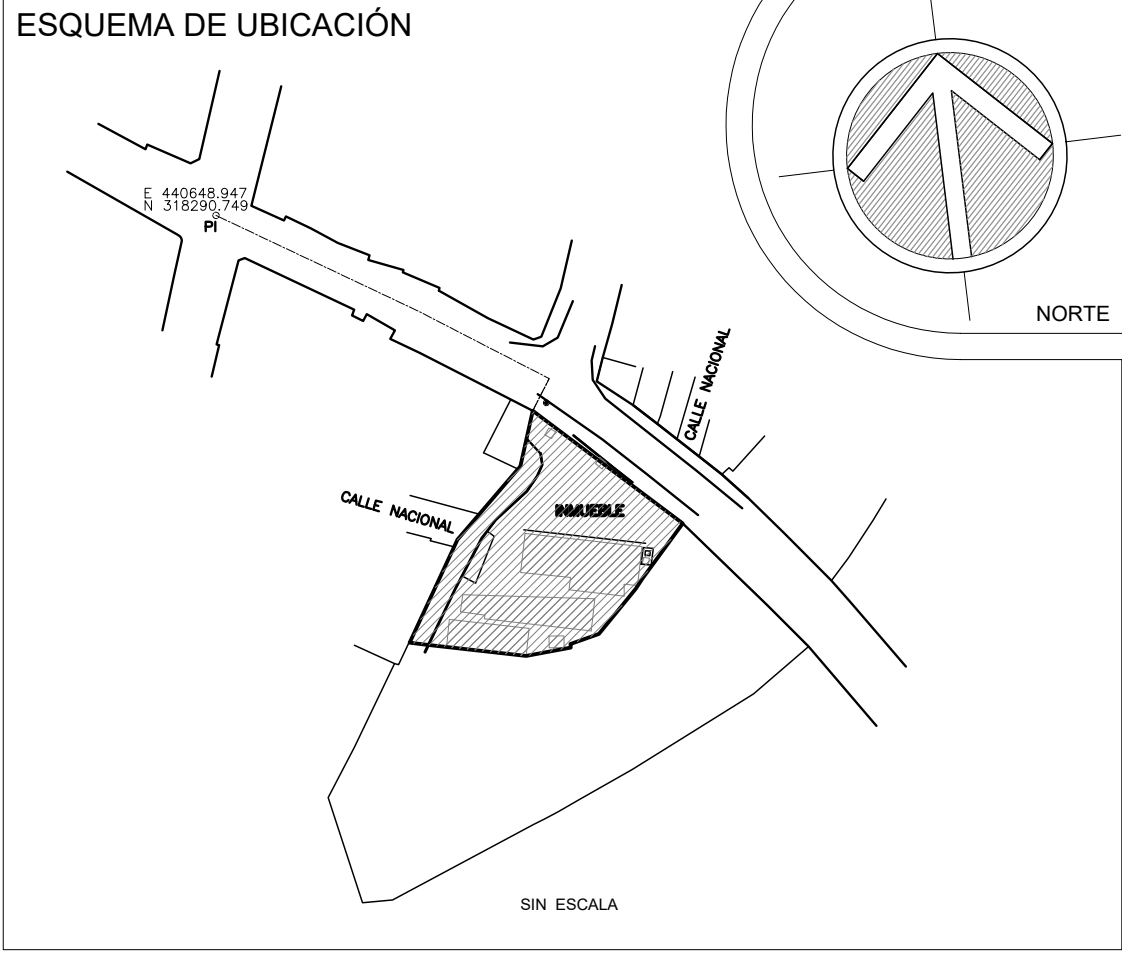 ESQUEMA DE UBICACIÓN
E 440648.947
N 318290.749
PI
NORTE
CALLE NACIONAL
CALLE NACIONAL
INMUEBLE
SIN ESCALA